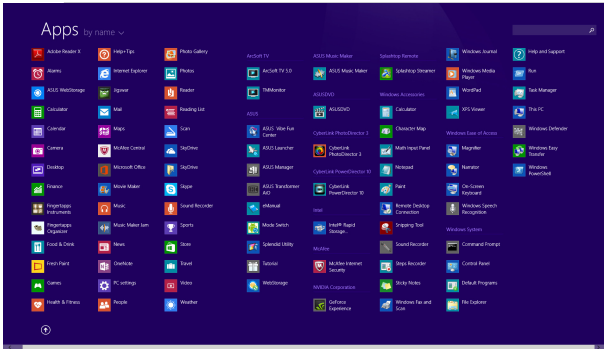 Apps by name
Adobe Reader X
Alarms
ASUS WebStorage
Calculator
Calendar
Camera
Desktop
Finance
Fingertapps
Instruments
Fingertapps
Organizer
Food & Drink
Fresh Paint
Games
Health & Fitness
Help+Tips
Internet Explorer
Jigsaw
Mail
Maps
McAfee Central
Microsoft Office
Movie Maker
Music
Music Maker Jam
News
OneNote
PC settings
People
Photo Gallery
Photos
Reader
Reading List
Scan
SkyDrive
SkyDrive
Skype
Sound Recorder
Sports
Store
Travel
Video
Weather
ArcSoft TV
ArcSoft TV 5.0
TMMonitor
ASUS
ASUS Vibe Fun
Center
ASUS Launcher
ASUS Manager
ASUS Transformer
AiO
eManual
Mode Switch
Splendid Utility
Tutorial
WebStorage
ASUS Music Maker
ASUS Music Maker
ASUSDVD
ASUSDVD
CyberLink PhotoDirector 3
CyberLink
PhotoDirector 3
CyberLink PowerDirector 10
CyberLink
PowerDirector 10
Intel
Intel® Rapid
Storage...
McAfee
McAfee Internet
Security
NVIDIA Corporation
GeForce
Experience
Splashtop Remote
Splashtop Streamer
Windows Accessories
Calculator
Character Map
Math Input Panel
Notepad
Paint
Remote Desktop
Connection
Snipping Tool
Sound Recorder
Steps Recorder
Sticky Notes
Windows Fax and
Scan
Windows Journal
Windows Media
Player
WordPad
XPS Viewer
Windows Ease of Access
Magnifier
Narrator
On-Screen
Keyboard
Windows Speech
Recognition
Windows System
Command Prompt
Control Panel
Default Programs
File Explorer
Help and Support
Run
Task Manager
This PC
Windows Defender
Windows Easy
Transfer
Windows
PowerShell